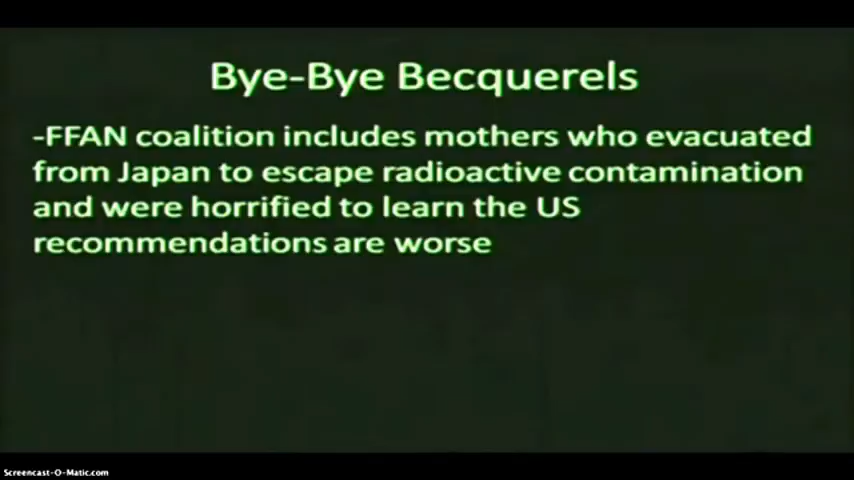 Bye-Bye Becquerels
-FFAN coalition includes mothers who evacuated
from Japan to escape radioactive contamination
and were horrified to learn the US
recommendations are worse
Screencast-O-Matic.com